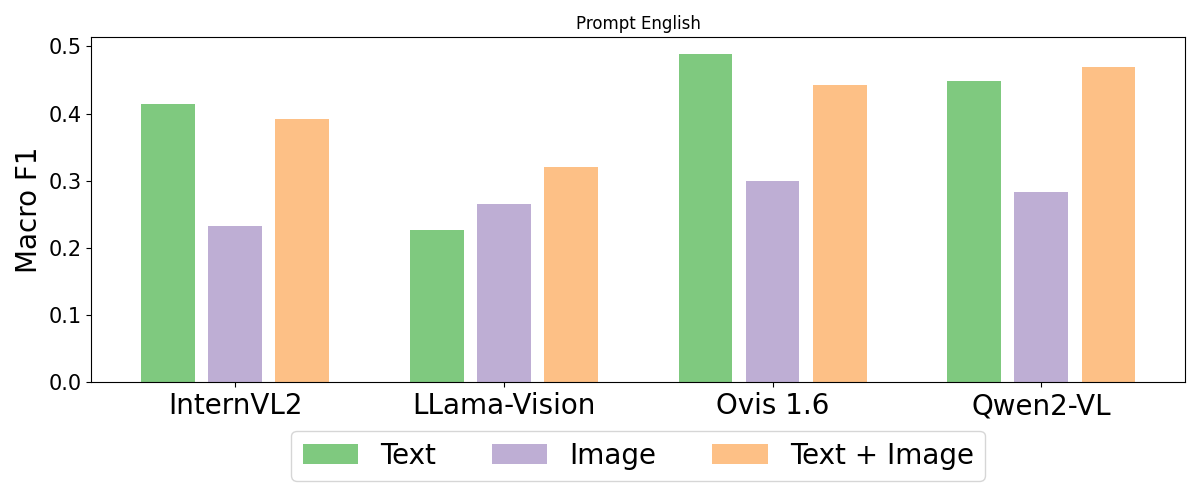 Prompt English
Macro F1
0.5
0.4
0.3
0.2
0.1
0.0
InternVL2 LLama-Vision Ovis 1.6 Qwen2-VL
Text Image Text + Image